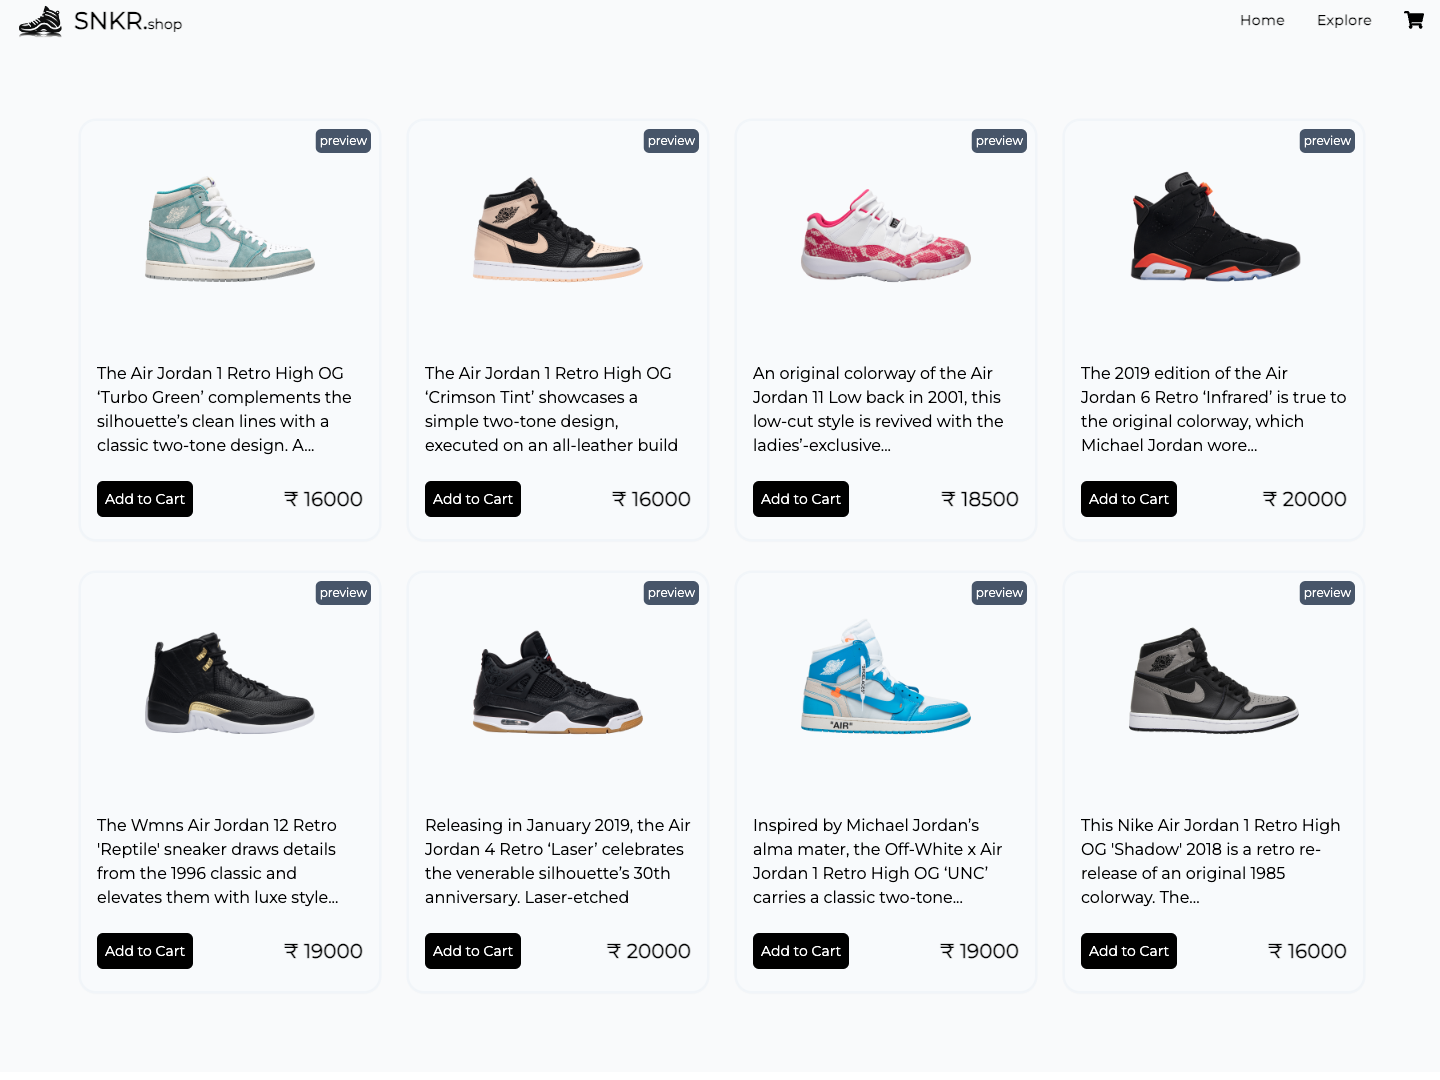 SNKR.shop
Home Explore
preview
The Air Jordan 1 Retro High OG
‘Turbo Green’ complements the
silhouette’s clean lines with a
classic two-tone design. A...
Add to Cart ₹ 16000
preview
The Air Jordan 1 Retro High OG
‘Crimson Tint’ showcases a
simple two-tone design,
executed on an all-leather build
Add to Cart ₹ 16000
preview
An original colorway of the Air
Jordan 11 Low back in 2001, this
low-cut style is revived with the
ladies’-exclusive...
Add to Cart ₹ 18500
preview
The 2019 edition of the Air
Jordan 6 Retro ‘Infrared’ is true to
the original colorway, which
Michael Jordan wore...
Add to Cart ₹ 20000
preview
The Wmns Air Jordan 12 Retro
'Reptile' sneaker draws details
from the 1996 classic and
elevates them with luxe style...
Add to Cart ₹ 19000
preview
Releasing in January 2019, the Air
Jordan 4 Retro ‘Laser’ celebrates
the venerable silhouette’s 30th
anniversary. Laser-etched
Add to Cart ₹ 20000
preview
"AIR"
Inspired by Michael Jordan’s
alma mater, the Off-White x Air
Jordan 1 Retro High OG ‘UNC’
carries a classic two-tone...
Add to Cart ₹ 19000
preview
This Nike Air Jordan 1 Retro High
OG 'Shadow' 2018 is a retro re-
release of an original 1985
colorway. The...
Add to Cart ₹ 16000